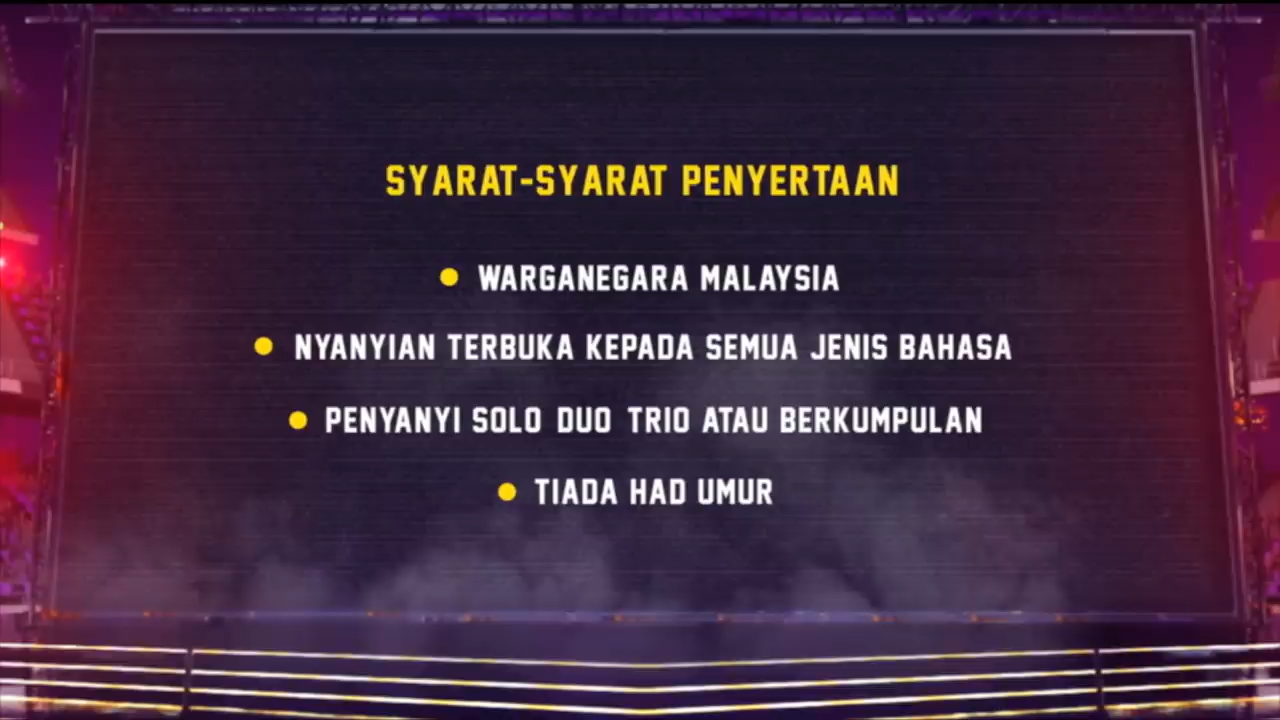 SYARAT-SYARAT PENYERTAAN
WARGANEGARA MALAYSIA
NYANYIAN TERBUKA KEPADA SEMUA JENIS BAHASA
PENYANYI SOLO DUO TRIO ATAU BERKUMPULAN
TIADA HAD UMUR